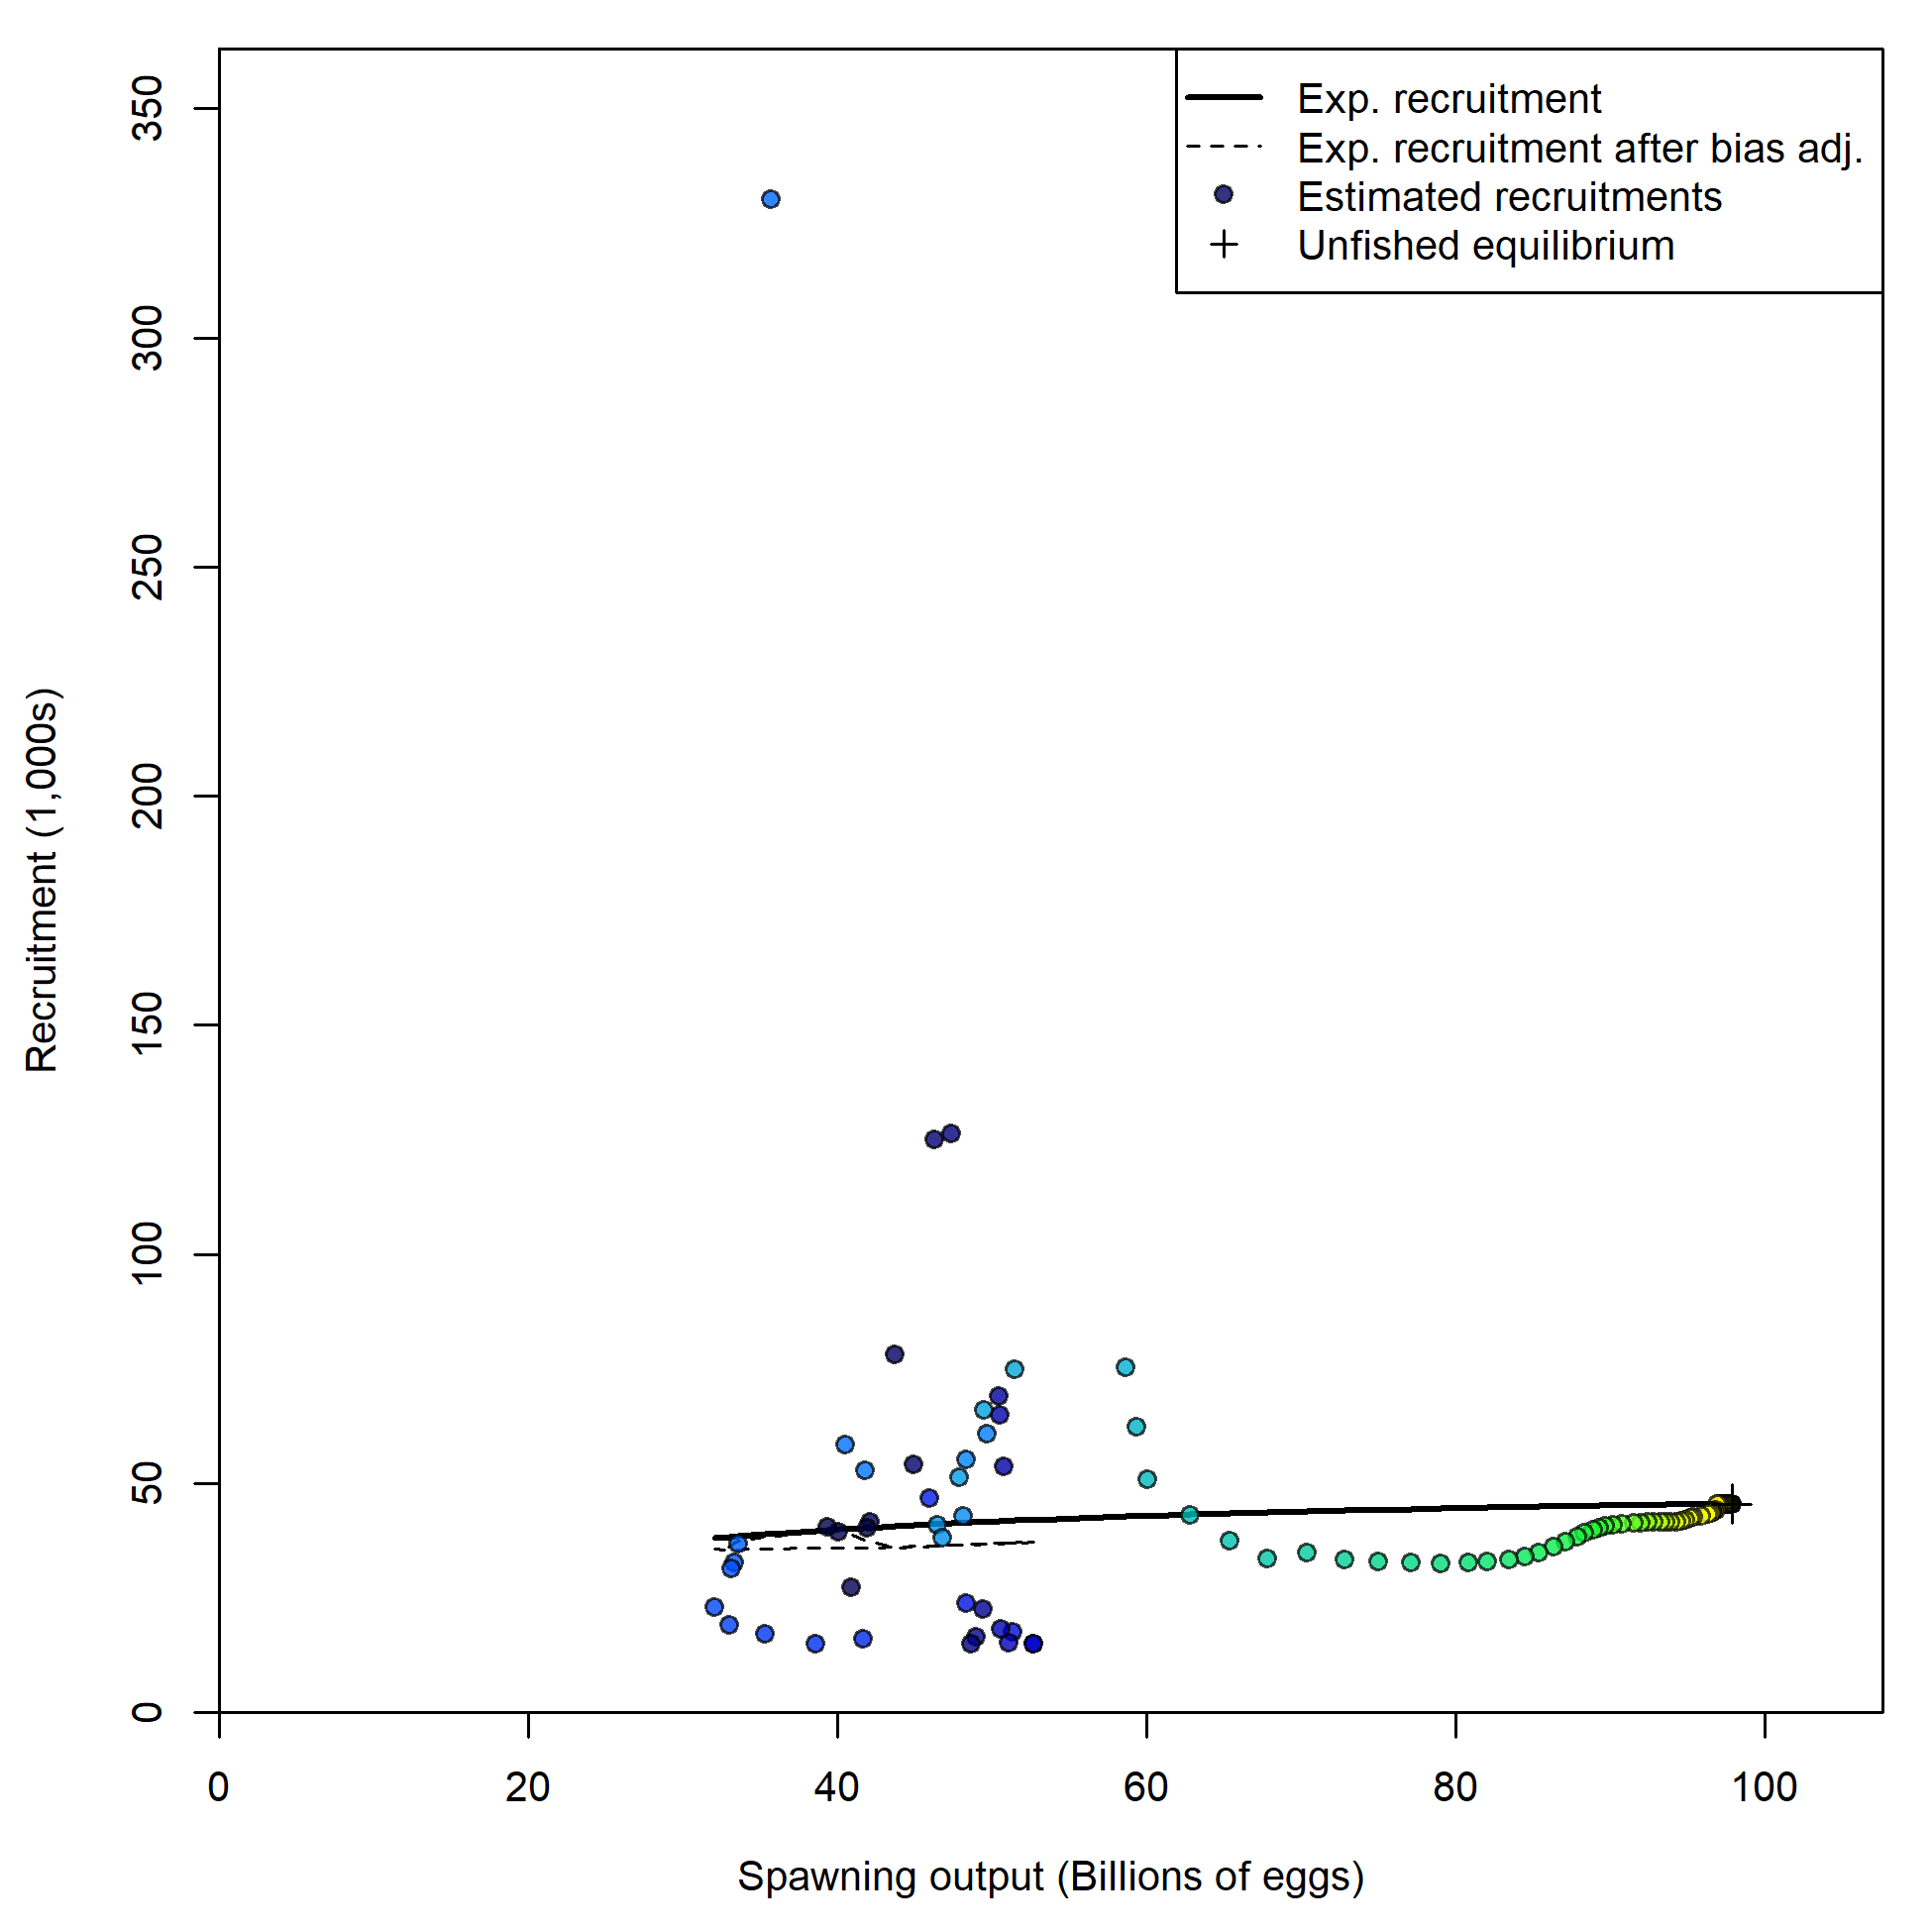 Exp. recruitment
Exp. recruitment after bias adj.
Estimated recruitments
Unfished equilibrium
350
300
250
200
150
100
50
0
Recruitment (1,000s)
0 20 40 60 80 100
Spawning output (Billions of eggs)